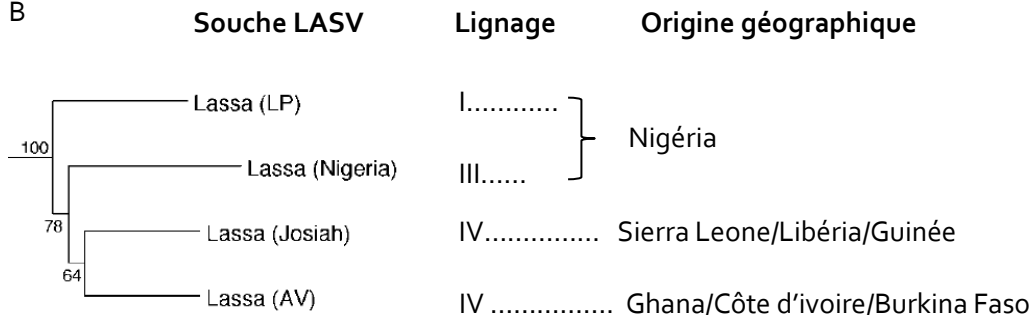 B
Souche LASV Lignage Origine géographique
Lassa (LP) I............
100
Nigéria
Lassa (Nigeria) III......
78
Lassa (Josiah) IV............... Sierra Leone/Libéria/Guinée
64
Lassa (AV) IV ................ Ghana/Côte d'ivoire/Burkina Faso